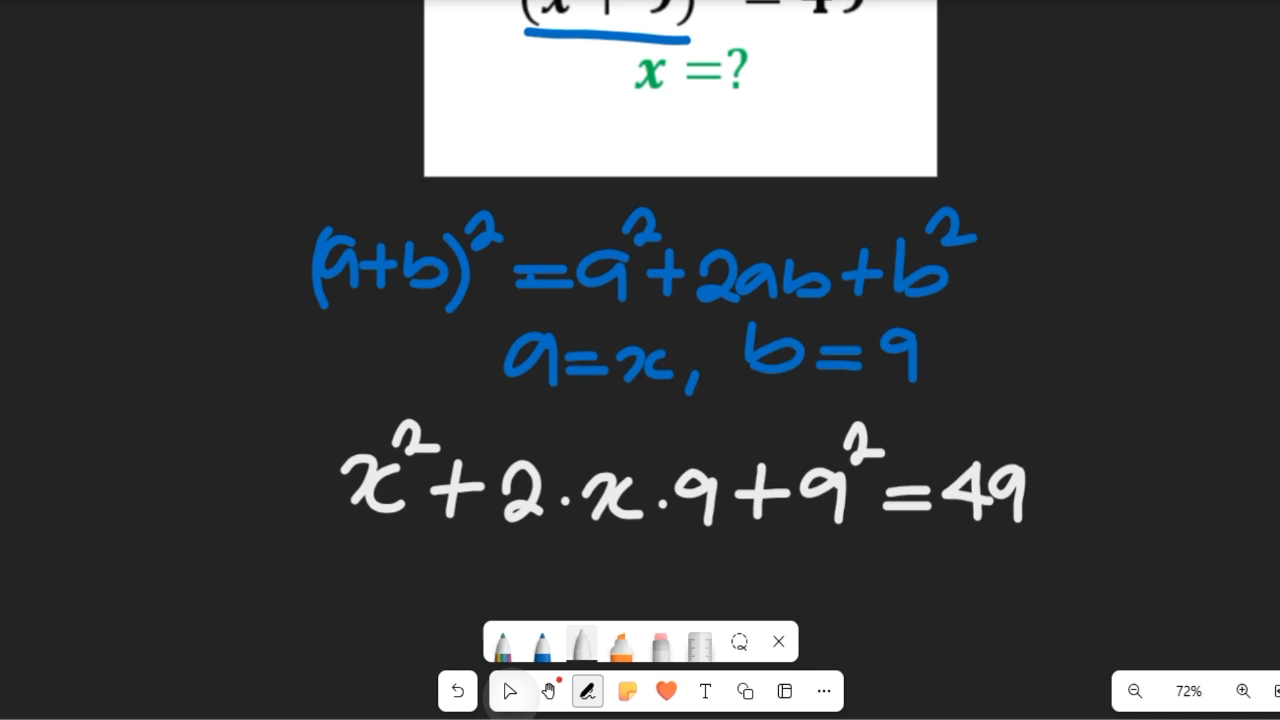 x =?
(a+b)² = a² + 2ab + b²
a = x, b = 9
x² + 2 · x · 9 + 9² = 49
T
72%